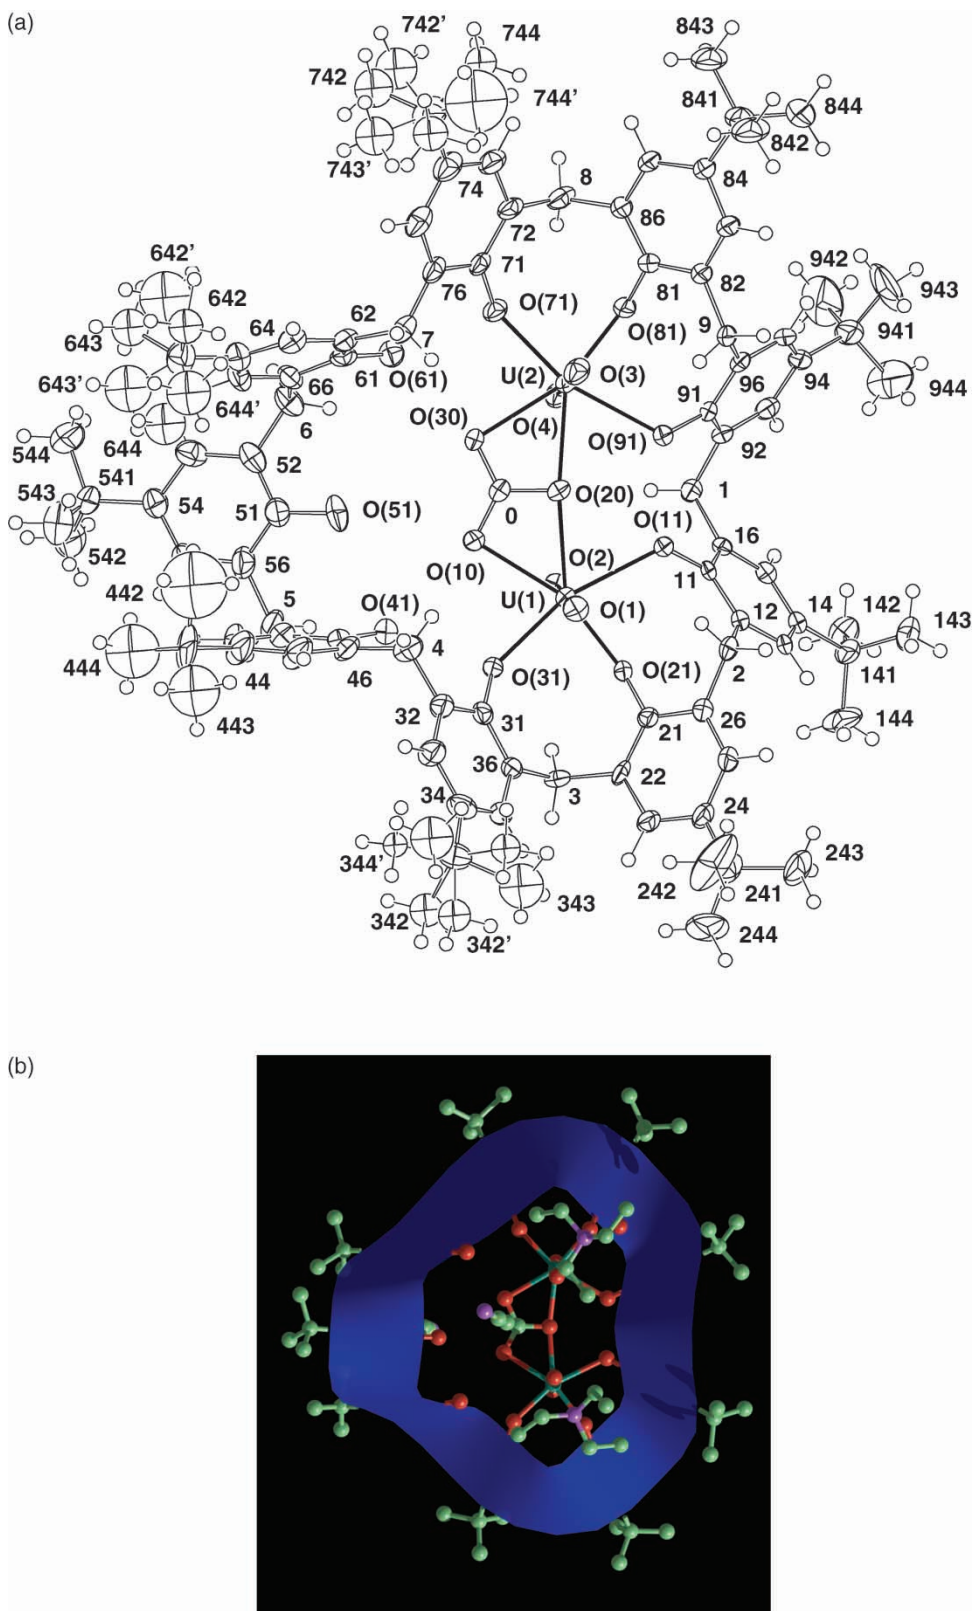 (a)
742' 744 843
742 744' 841 844
743' 842
74 8 84
72 86
642' 71 942 943
642 76 81 82
64 62 O(71) 9 941
643 7 O(81)
643' 66 61 O(61) U(2) O(3) 96 94 944
644' O(30) O(4) 91
644 6 O(91) 92
544 52
541 O(20) 1
543 54 51 O(51) 0 O(11) 16
542 56 O(10) O(2) 11
442 5 U(1) O(1) 12 14 142 143
O(41)
444 4 O(31) O(21) 2 141
44 46
443 32 31 21 26 144
36 22
34 3 24
344' 243
343 242 241
342 342' 244
(b)